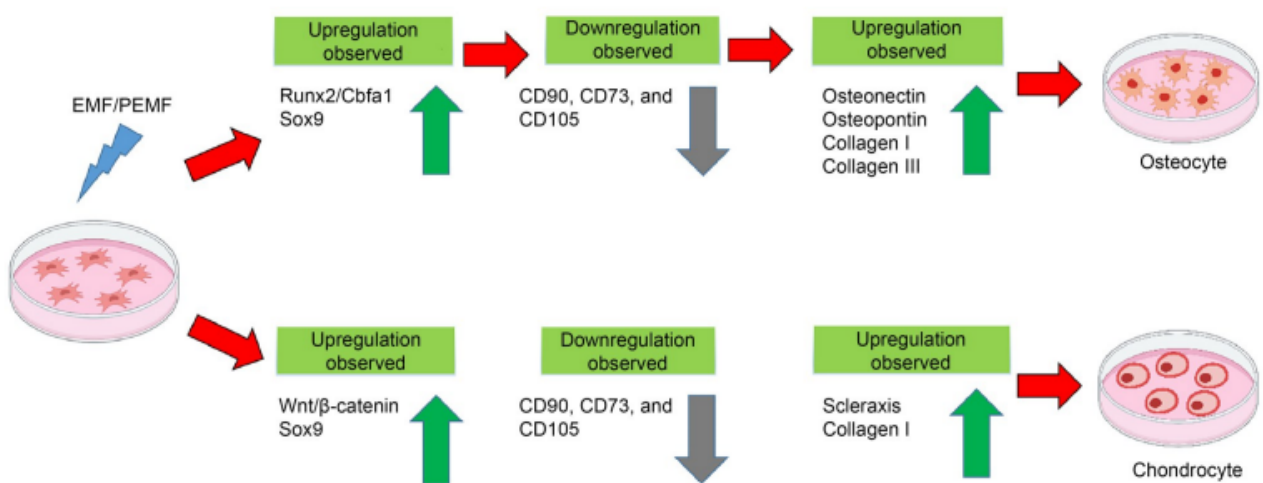 EMF/PEMF
Upregulation
observed
Runx2/Cbfa1
Sox9
Downregulation
observed
CD90, CD73, and
CD105
Upregulation
observed
Osteonectin
Osteopontin
Collagen I
Collagen III
Osteocyte
Upregulation
observed
Wnt/β-catenin
Sox9
Downregulation
observed
CD90, CD73, and
CD105
Upregulation
observed
Scleraxis
Collagen I
Chondrocyte